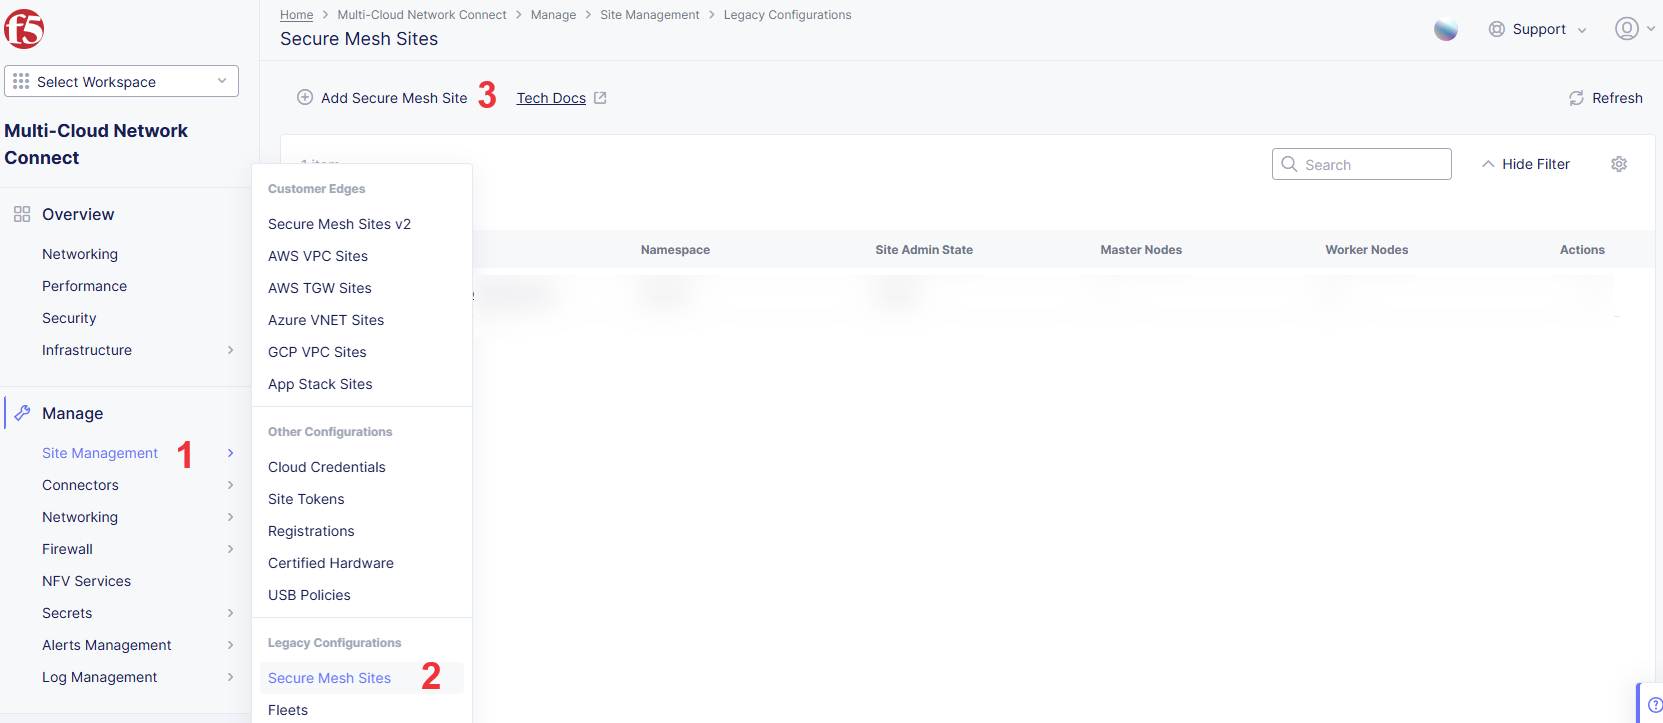 f5
Home > Multi-Cloud Network Connect > Manage > Site Management > Legacy Configurations
Secure Mesh Sites
Support
Select Workspace
Add Secure Mesh Site 3 Tech Docs
Refresh
Multi-Cloud Network
Connect
1 item
Search
Hide Filter
Overview
Networking
Performance
Security
Infrastructure
Manage
Site Management 1
Connectors
Networking
Firewall
NFV Services
Secrets
Alerts Management
Log Management
Customer Edges
Secure Mesh Sites v2
AWS VPC Sites
AWS TGW Sites
Azure VNET Sites
GCP VPC Sites
App Stack Sites
Other Configurations
Cloud Credentials
Site Tokens
Registrations
Certified Hardware
USB Policies
Legacy Configurations
Secure Mesh Sites 2
Fleets
Namespace Site Admin State Master Nodes Worker Nodes Actions